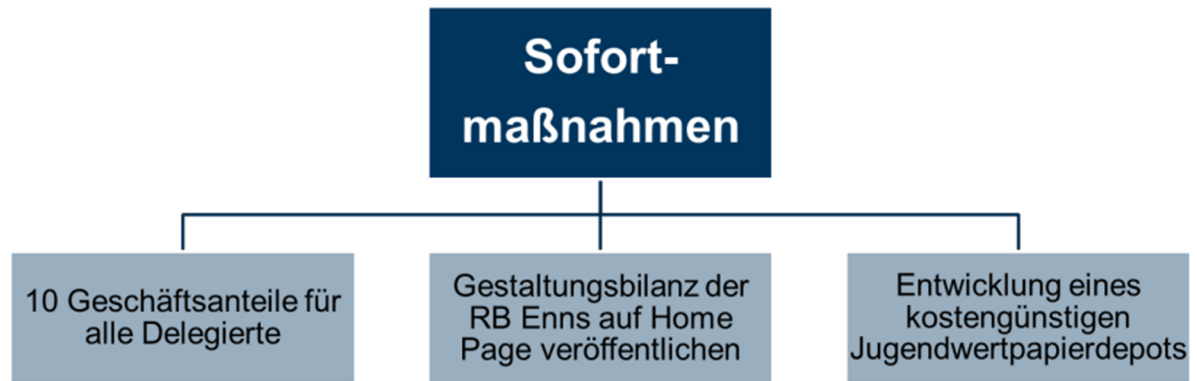 Sofort-
maßnahmen
10 Geschäftsanteile für
alle Delegierte
Gestaltungsbilanz der
RB Enns auf Home
Page veröffentlichen
Entwicklung eines
kostengünstigen
Jugendwertpapierdepots